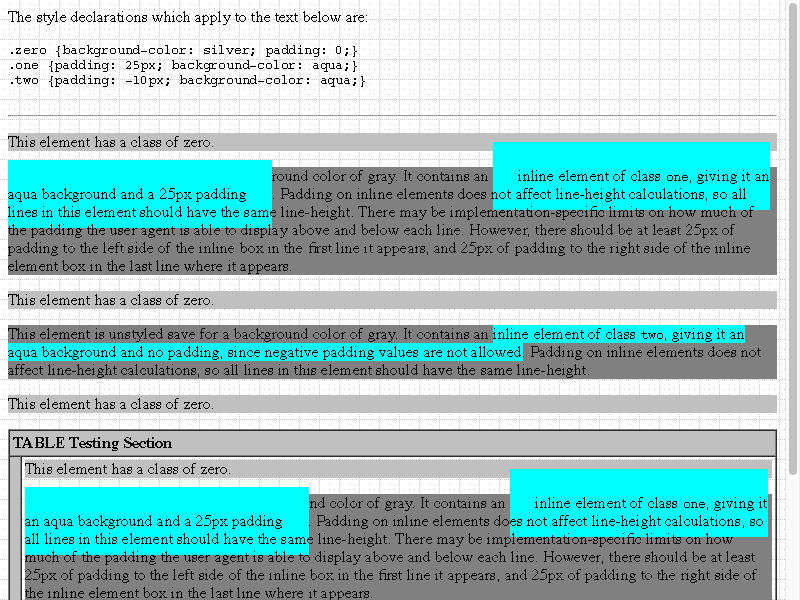 The style declarations which apply to the text below are:
.zero {background-color: silver; padding: 0;}
.one {padding: 25px; background-color: aqua;}
.two {padding: -10px; background-color: aqua;}
This element has a class of zero.
round color of gray. It contains an inline element of class one, giving it an
aqua background and a 25px padding. Padding on inline elements does not affect line-height calculations, so all
lines in this element should have the same line-height. There may be implementation-specific limits on how much of
the padding the user agent is able to display above and below each line. However, there should be at least 25px of
padding to the left side of the inline box in the first line it appears, and 25px of padding to the right side of the inline
element box in the last line where it appears.
This element has a class of zero.
This element is unstyled save for a background color of gray. It contains an inline element of class two, giving it an
aqua background and no padding, since negative padding values are not allowed. Padding on inline elements does not
affect line-height calculations, so all lines in this element should have the same line-height.
This element has a class of zero.
TABLE Testing Section
This element has a class of zero.
nd color of gray. It contains an inline element of class one, giving it
an aqua background and a 25px padding. Padding on inline elements does not affect line-height calculations, so
all lines in this element should have the same line-height. There may be implementation-specific limits on how
much of the padding the user agent is able to display above and below each line. However, there should be at least
25px of padding to the left side of the inline box in the first line it appears, and 25px of padding to the right side of
the inline element box in the last line where it appears.